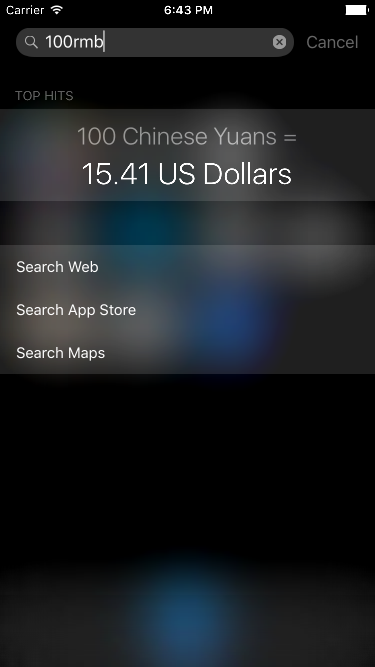 Carrier 6:43 PM
100rmb Cancel
TOP HITS
100 Chinese Yuans =
15.41 US Dollars
Search Web
Search App Store
Search Maps